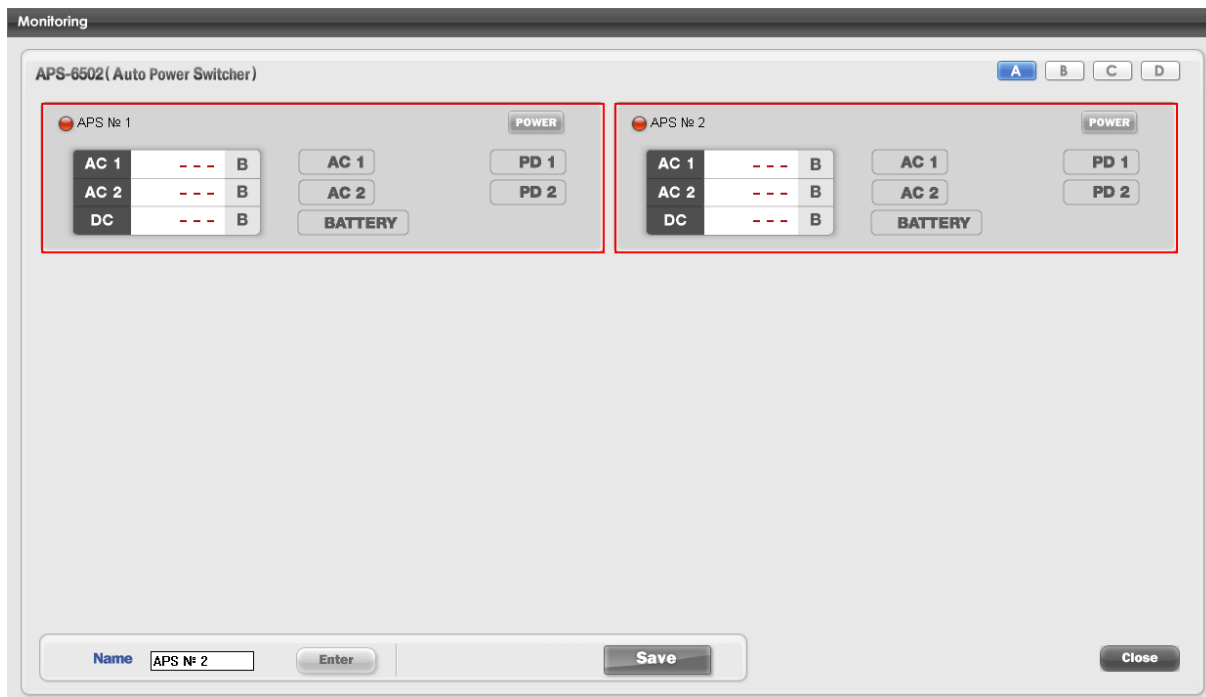 Monitoring
APS-6502( Auto Power Switcher )
A B C D
APS № 1
POWER
AC 1 - - - B
AC 2 - - - B
DC - - - B
AC 1
AC 2
BATTERY
PD 1
PD 2
APS № 2
POWER
AC 1 - - - B
AC 2 - - - B
DC - - - B
AC 1
AC 2
BATTERY
PD 1
PD 2
Name APS № 2 Enter Save Close